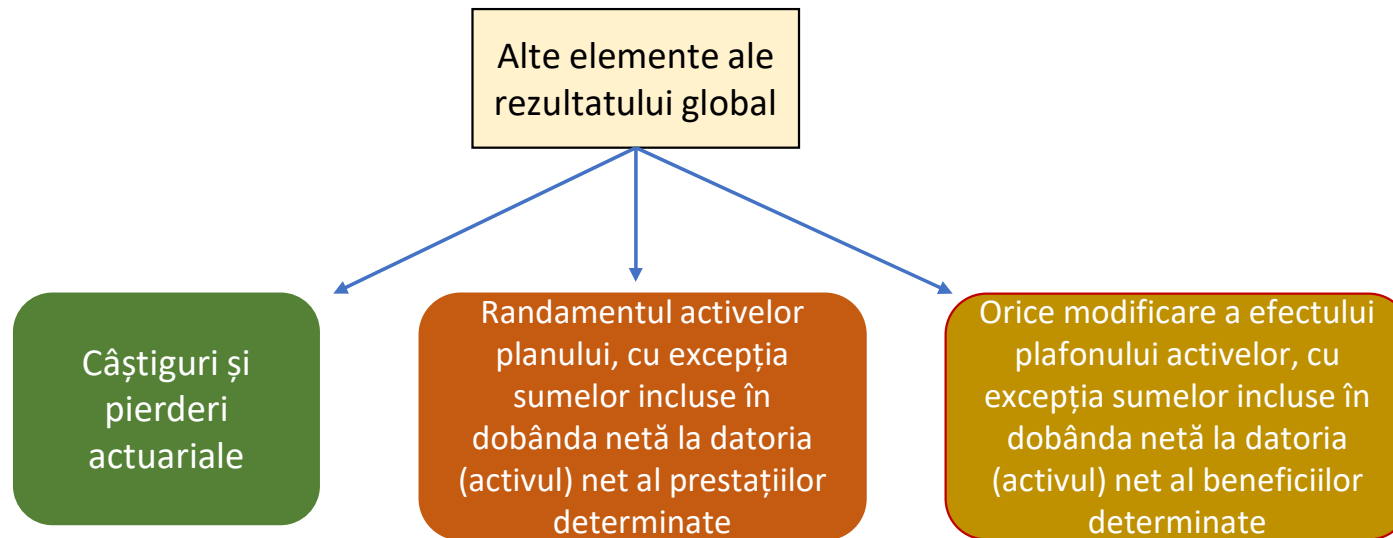 Alte elemente ale
rezultatului global
Câștiguri și
pierderi
actuariale
Randamentul activelor
planului, cu excepția
sumelor incluse în
dobânda netă la datoria
(activul) net al prestațiilor
determinate
Orice modificare a efectului
plafonului activelor, cu
excepția sumelor incluse în
dobânda netă la datoria
(activul) net al beneficiilor
determinate